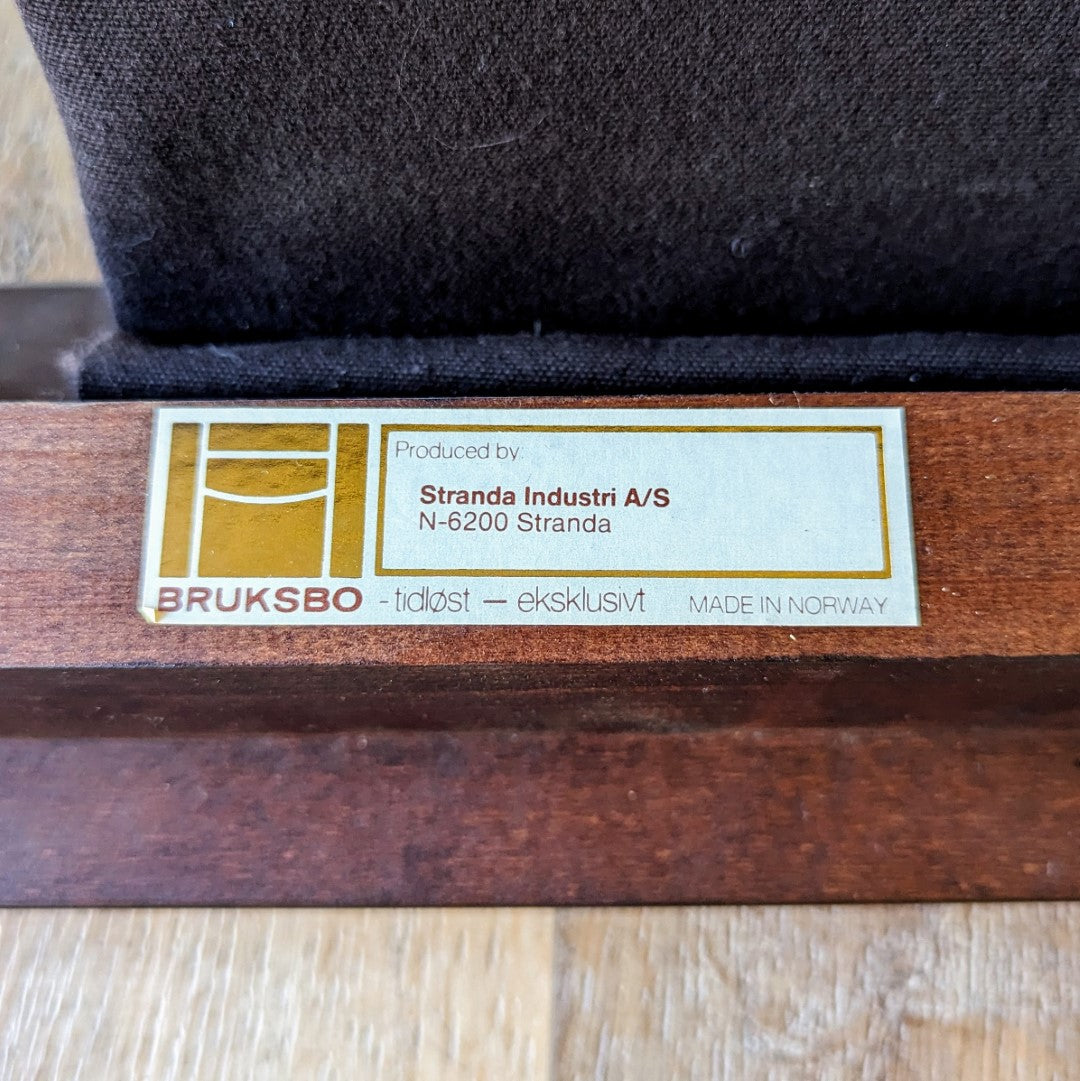 Produced by:
Stranda Industri A/S
N-6200 Stranda
BRUKSBO - tidløst — eksklusivt MADE IN NORWAY